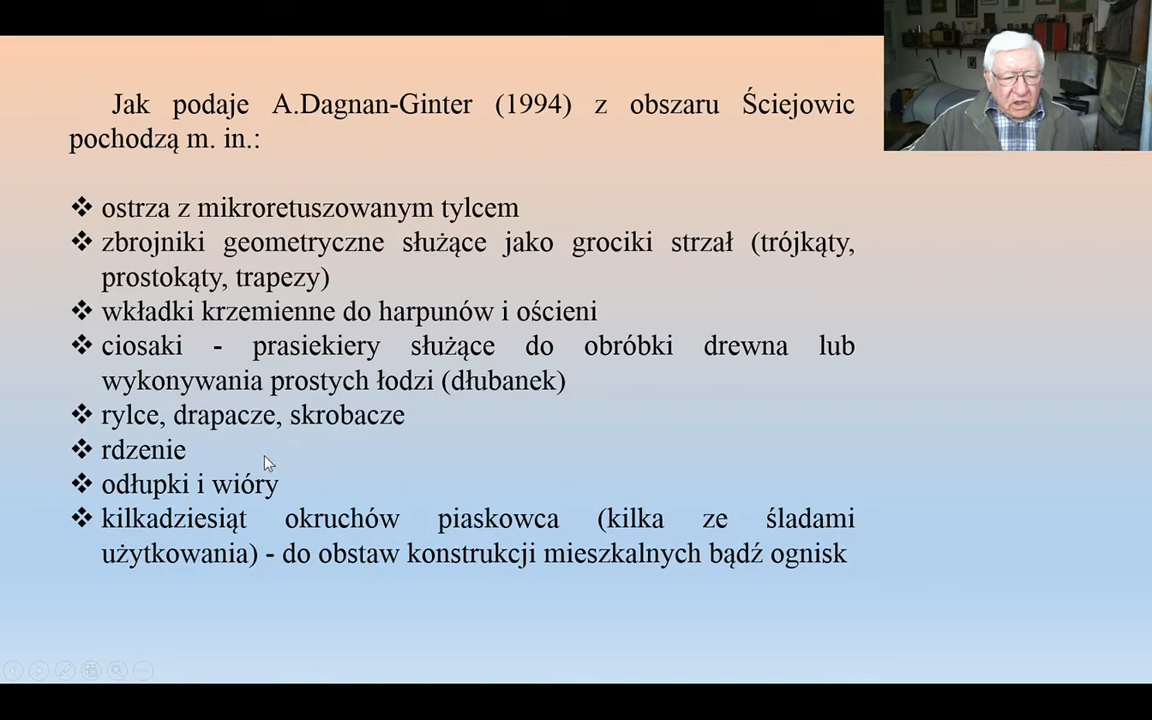 Jak podaje A.Dagnan-Ginter (1994) z obszaru Ściejowic
pochodzą m. in.:
❖ ostrza z mikroretuszowanym tylcem
❖ zbrojniki geometryczne służące jako grociki strzał (trójkąty,
prostokąty, trapezy)
❖ wkładki krzemienne do harpunów i ościeni
❖ ciosaki - prasiekiery służące do obróbki drewna lub
wykonywania prostych łodzi (dłubanek)
❖ rylce, drapacze, skrobacze
❖ rdzenie
❖ odłupki i wióry
❖ kilkadziesiąt okruchów piaskowca (kilka ze śladami
użytkowania) - do obstaw konstrukcji mieszkalnych bądź ognisk